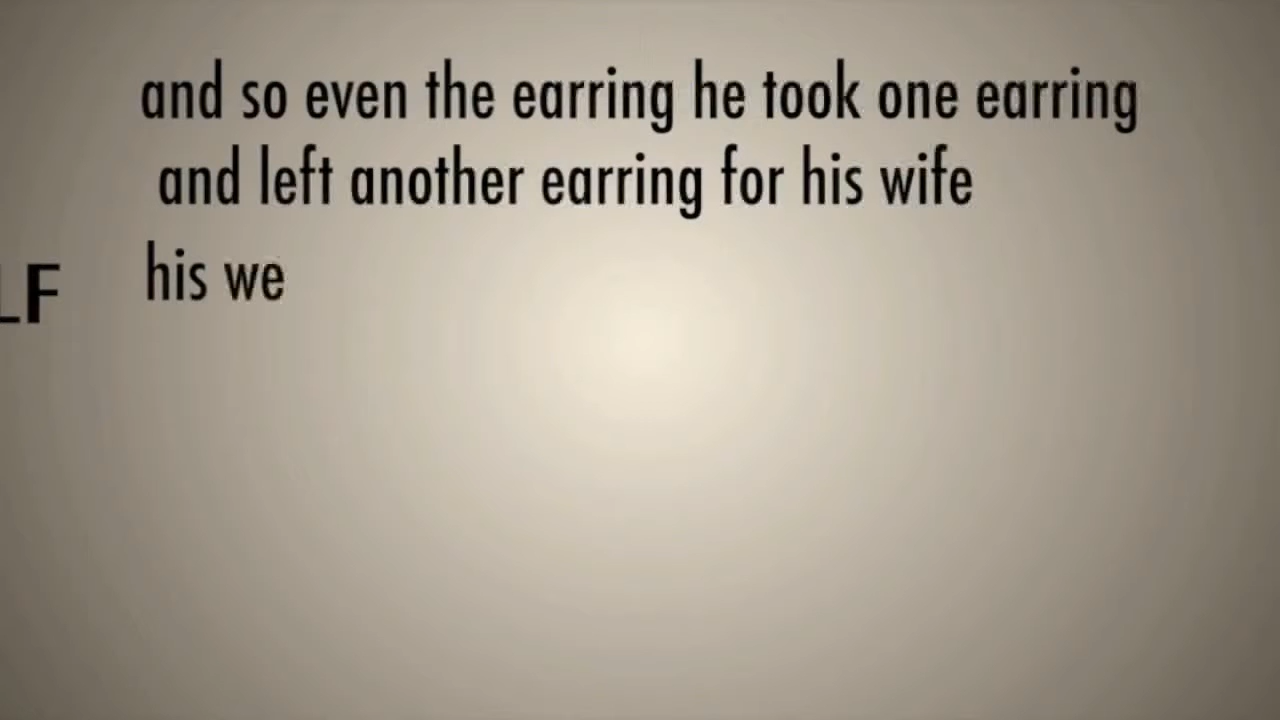 and so even the earring he took one earring
and left another earring for his wife
LF
his we